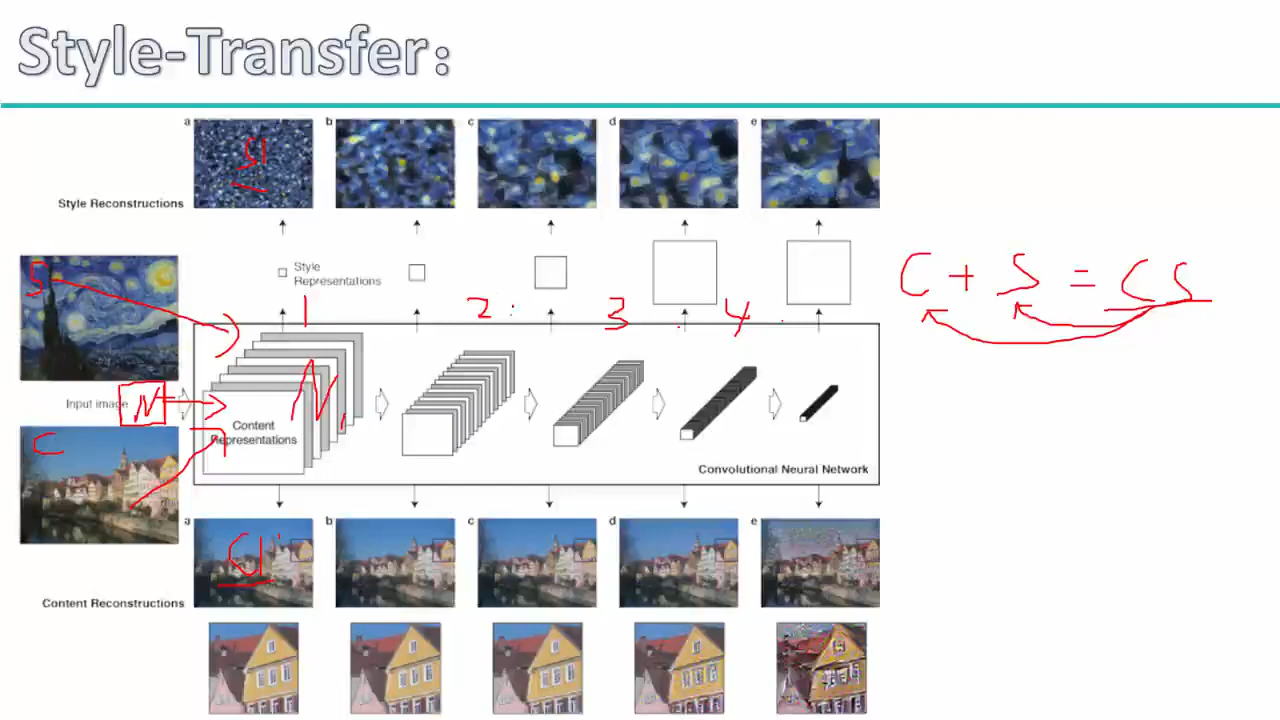 Style-Transfer:
a b c d e
S1
Style Reconstructions
Style
Representations
S
C + S = CS
1 2 3 4
Input image
N
N1
Content
Representations
C
Convolutional Neural Network
a b c d e
C1
Content Reconstructions